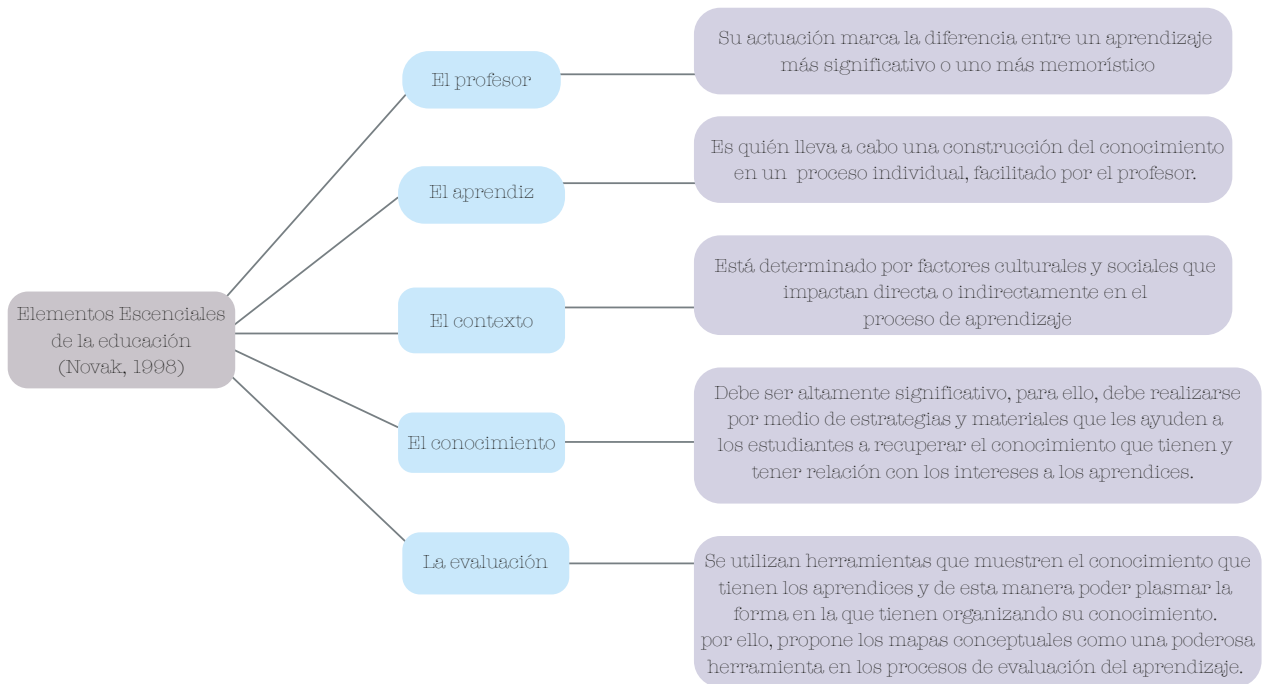 Elementos Escenciales
de la educación
(Novak, 1998)
El profesor
Su actuación marca la diferencia entre un aprendizaje
más significativo o uno más memorístico
El aprendiz
Es quién lleva a cabo una construcción del conocimiento
en un proceso individual, facilitado por el profesor.
El contexto
Está determinado por factores culturales y sociales que
impactan directa o indirectamente en el
proceso de aprendizaje
El conocimiento
Debe ser altamente significativo, para ello, debe realizarse
por medio de estrategias y materiales que les ayuden a
los estudiantes a recuperar el conocimiento que tienen y
tener relación con los intereses a los aprendices.
La evaluación
Se utilizan herramientas que muestren el conocimiento que
tienen los aprendices y de esta manera poder plasmar la
forma en la que tienen organizando su conocimiento.
por ello, propone los mapas conceptuales como una poderosa
herramienta en los procesos de evaluación del aprendizaje.